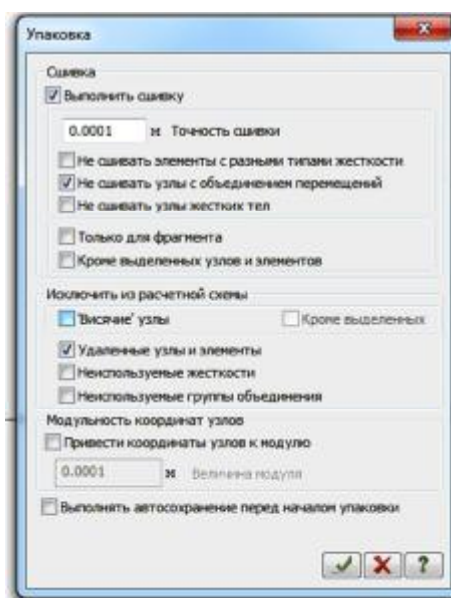 Упаковка
Сшивка
Выполнить сшивку
0.0001 м Точность сшивки
Не сшивать элементы с разными типами жесткости
Не сшивать узлы с объединением перемещений
Не сшивать узлы жестких тел
Только для фрагмента
Кроме выделенных узлов и элементов
Исключить из расчетной схемы
'Висячие' узлы Кроме выделенных
Удаленные узлы и элементы
Неиспользуемые жесткости
Неиспользуемые группы объединения
Модульность координат узлов
Привести координаты узлов к модулю
0.0001 м Величина модуля
Выполнять автосохранение перед началом упаковки
?